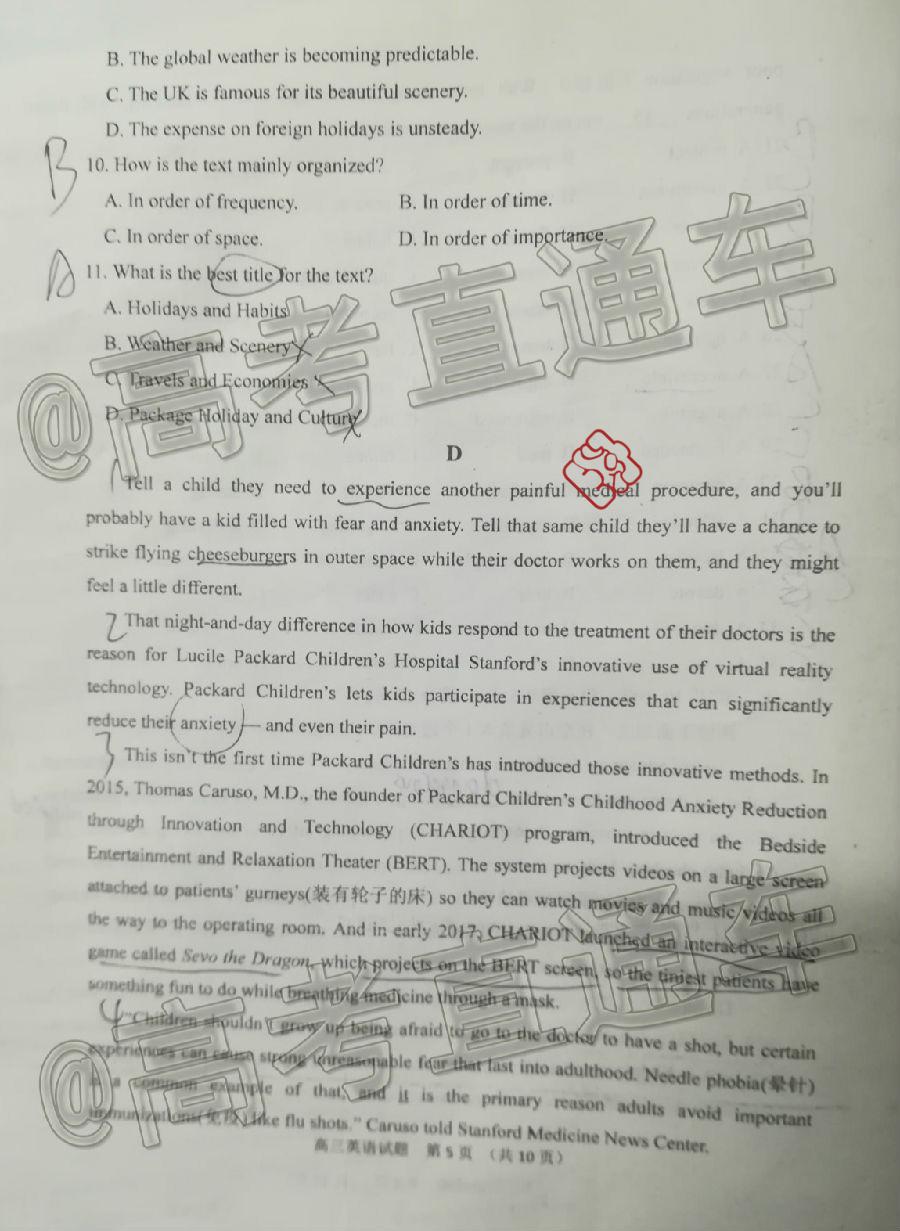 B. The global weather is becoming predictable.
C. The UK is famous for its beautiful scenery.
D. The expense on foreign holidays is unsteady.
B
10. How is the text mainly organized?
A. In order of frequency.
B. In order of time.
C. In order of space.
D. In order of importance.
11. What is the best title for the text?
A. Holidays and Habits
B. Weather and Scenery
C. Travels and Economies
D. Package Holiday and Culture
@高考直通车
D
1
Tell a child they need to experience another painful medical procedure, and you'll
probably have a kid filled with fear and anxiety. Tell that same child they'll have a chance to
strike flying cheeseburgers in outer space while their doctor works on them, and they might
feel a little different.
2
That night-and-day difference in how kids respond to the treatment of their doctors is the
reason for Lucile Packard Children's Hospital Stanford's innovative use of virtual reality
technology. Packard Children's lets kids participate in experiences that can significantly
reduce their anxiety — and even their pain.
3
This isn't the first time Packard Children's has introduced those innovative methods. In
2015, Thomas Caruso, M.D., the founder of Packard Children's Childhood Anxiety Reduction
through Innovation and Technology (CHARIOT) program, introduced the Bedside
Entertainment and Relaxation Theater (BERT). The system projects videos on a large screen
attached to patients' gurneys(装有轮子的床) so they can watch movies and music videos all
the way to the operating room. And in early 2017, CHARIOT launched an interactive video
game called Sevo the Dragon, which projects on the BERT screen, so the tiniest patients have
something fun to do while breathing medicine through a mask.
4
"Children shouldn't grow up being afraid to go to the doctor to have a shot, but certain
experiences can cause strong unreasonable fear that last into adulthood. Needle phobia(晕针)
is a common example of that, and it is the primary reason adults avoid important
immunizations(免疫) like flu shots." Caruso told Stanford Medicine News Center.
@高考直通车
高三英语试题 第 5 页 (共 10 页)